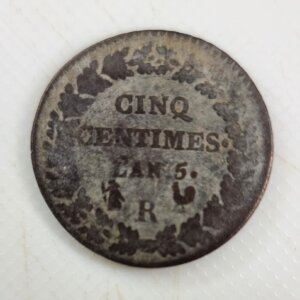 CINQ
CENTIMES.
L'AN 5.
R